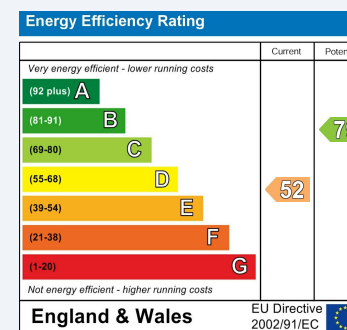 Energy Efficiency Rating
Current
Very energy efficient - lower running costs
(92 plus) A
(81-91) B
(69-80) C
(55-68) D
(39-54) E
52
(21-38) F
(1-20) G
Not energy efficient - higher running costs
England & Wales
EU Directive
2002/91/EC